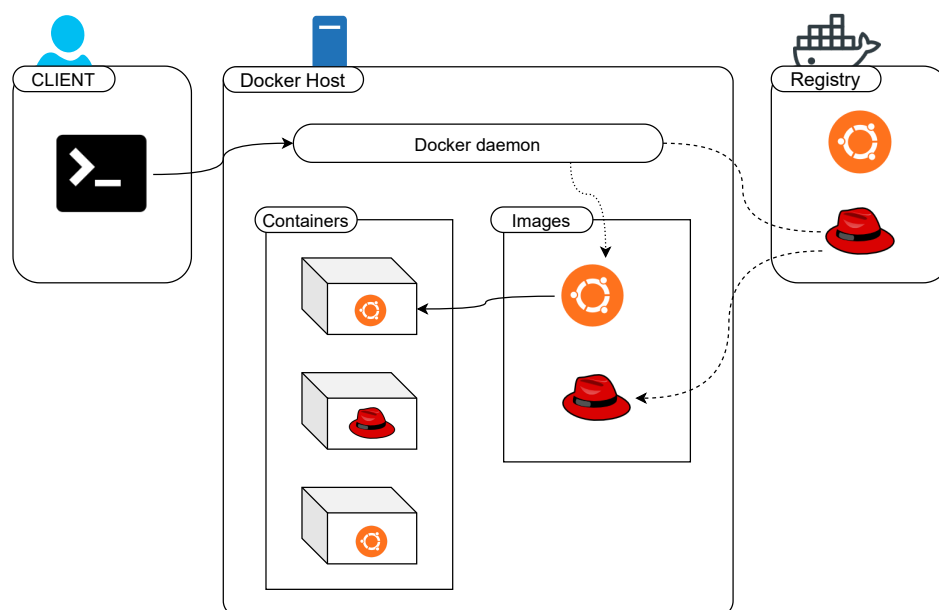 CLIENT
Docker Host
Registry
Docker daemon
Containers
Images